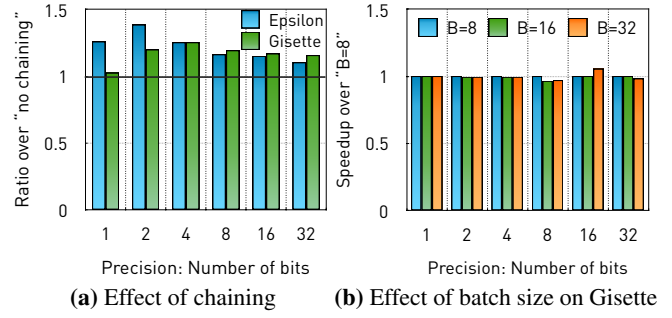 Ratio over "no chaining"
1.5
1
0.5
0
Epsilon
Gisette
1 2 4 8 16 32
Precision: Number of bits
(a) Effect of chaining
Speedup over "B=8"
1.5
1
0.5
0
B=8 B=16 B=32
1 2 4 8 16 32
Precision: Number of bits
(b) Effect of batch size on Gisette